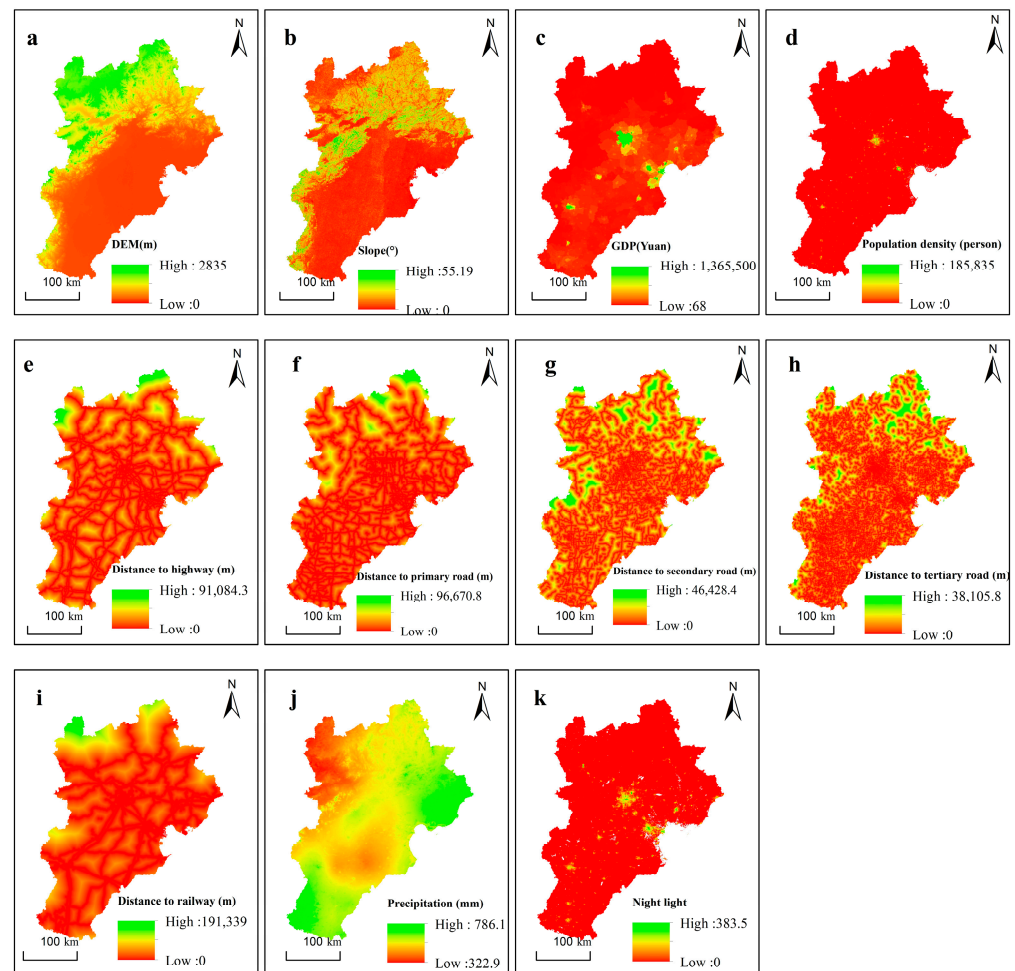 a
N
DEM(m)
High : 2835
Low :0
100 km
b
N
Slope(°)
High :55.19
Low : 0
100 km
c
N
GDP(Yuan)
High : 1,365,500
Low :68
100 km
d
N
Population density (person)
High : 185,835
Low :0
100 km
e
N
Distance to highway (m)
High : 91,084.3
Low :0
100 km
f
N
Distance to primary road (m)
High : 96,670.8
Low :0
100 km
g
N
Distance to secondary road (m)
High : 46,428.4
Low :0
100 km
h
N
Distance to tertiary road (m)
High : 38,105.8
Low :0
100 km
i
N
Distance to railway (m)
High :191,339
Low :0
100 km
j
N
Precipitation (mm)
High : 786.1
Low :322.9
100 km
k
N
Night light
High :383.5
Low :0
100 km